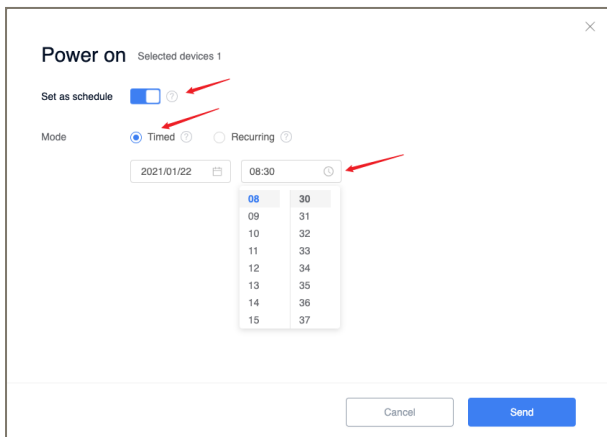 Power on Selected devices 1
Set as schedule ?
Mode Timed ? Recurring ?
2021/01/22 08:30
08 30
09 31
10 32
11 33
12 34
13 35
14 36
15 37
Cancel Send